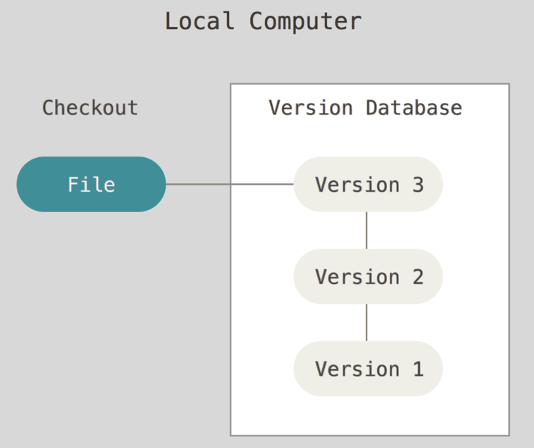 Local Computer
Checkout
Version Database
File
Version 3
Version 2
Version 1